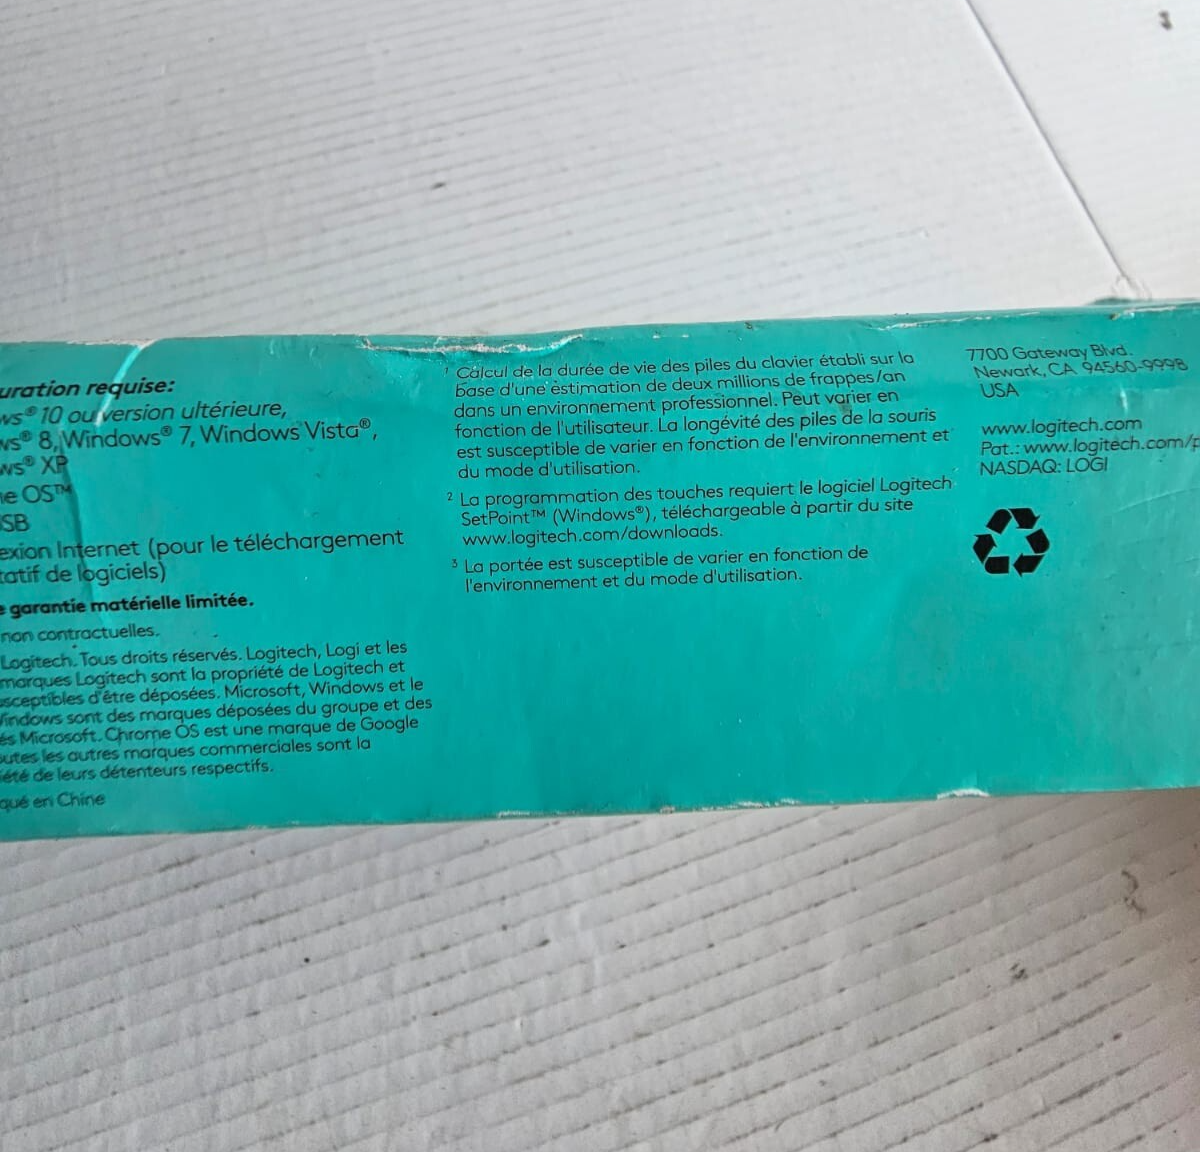 uration requise:
ws® 10 ou version ultérieure,
ws® 8, Windows® 7, Windows Vista®,
ws® XP
e OS™
SB
exion Internet (pour le téléchargement
tatif de logiciels)
e garantie matérielle limitée.
non contractuelles.
Logitech. Tous droits réservés. Logitech, Logi et les
marques Logitech sont la propriété de Logitech et
sceptibles d'être déposées. Microsoft, Windows et le
Windows sont des marques déposées du groupe et des
és Microsoft. Chrome OS est une marque de Google
outes les autres marques commerciales sont la
iété de leurs détenteurs respectifs.
qué en Chine
¹ Calcul de la durée de vie des piles du clavier établi sur la
base d'une estimation de deux millions de frappes/an
dans un environnement professionnel. Peut varier en
fonction de l'utilisateur. La longévité des piles de la souris
est susceptible de varier en fonction de l'environnement et
du mode d'utilisation.
² La programmation des touches requiert le logiciel Logitech
SetPoint™ (Windows®), téléchargeable à partir du site
www.logitech.com/downloads.
³ La portée est susceptible de varier en fonction de
l'environnement et du mode d'utilisation.
7700 Gateway Blvd.
Newark, CA 94560-9998
USA
www.logitech.com
Pat.: www.logitech.com/p
NASDAQ: LOGI